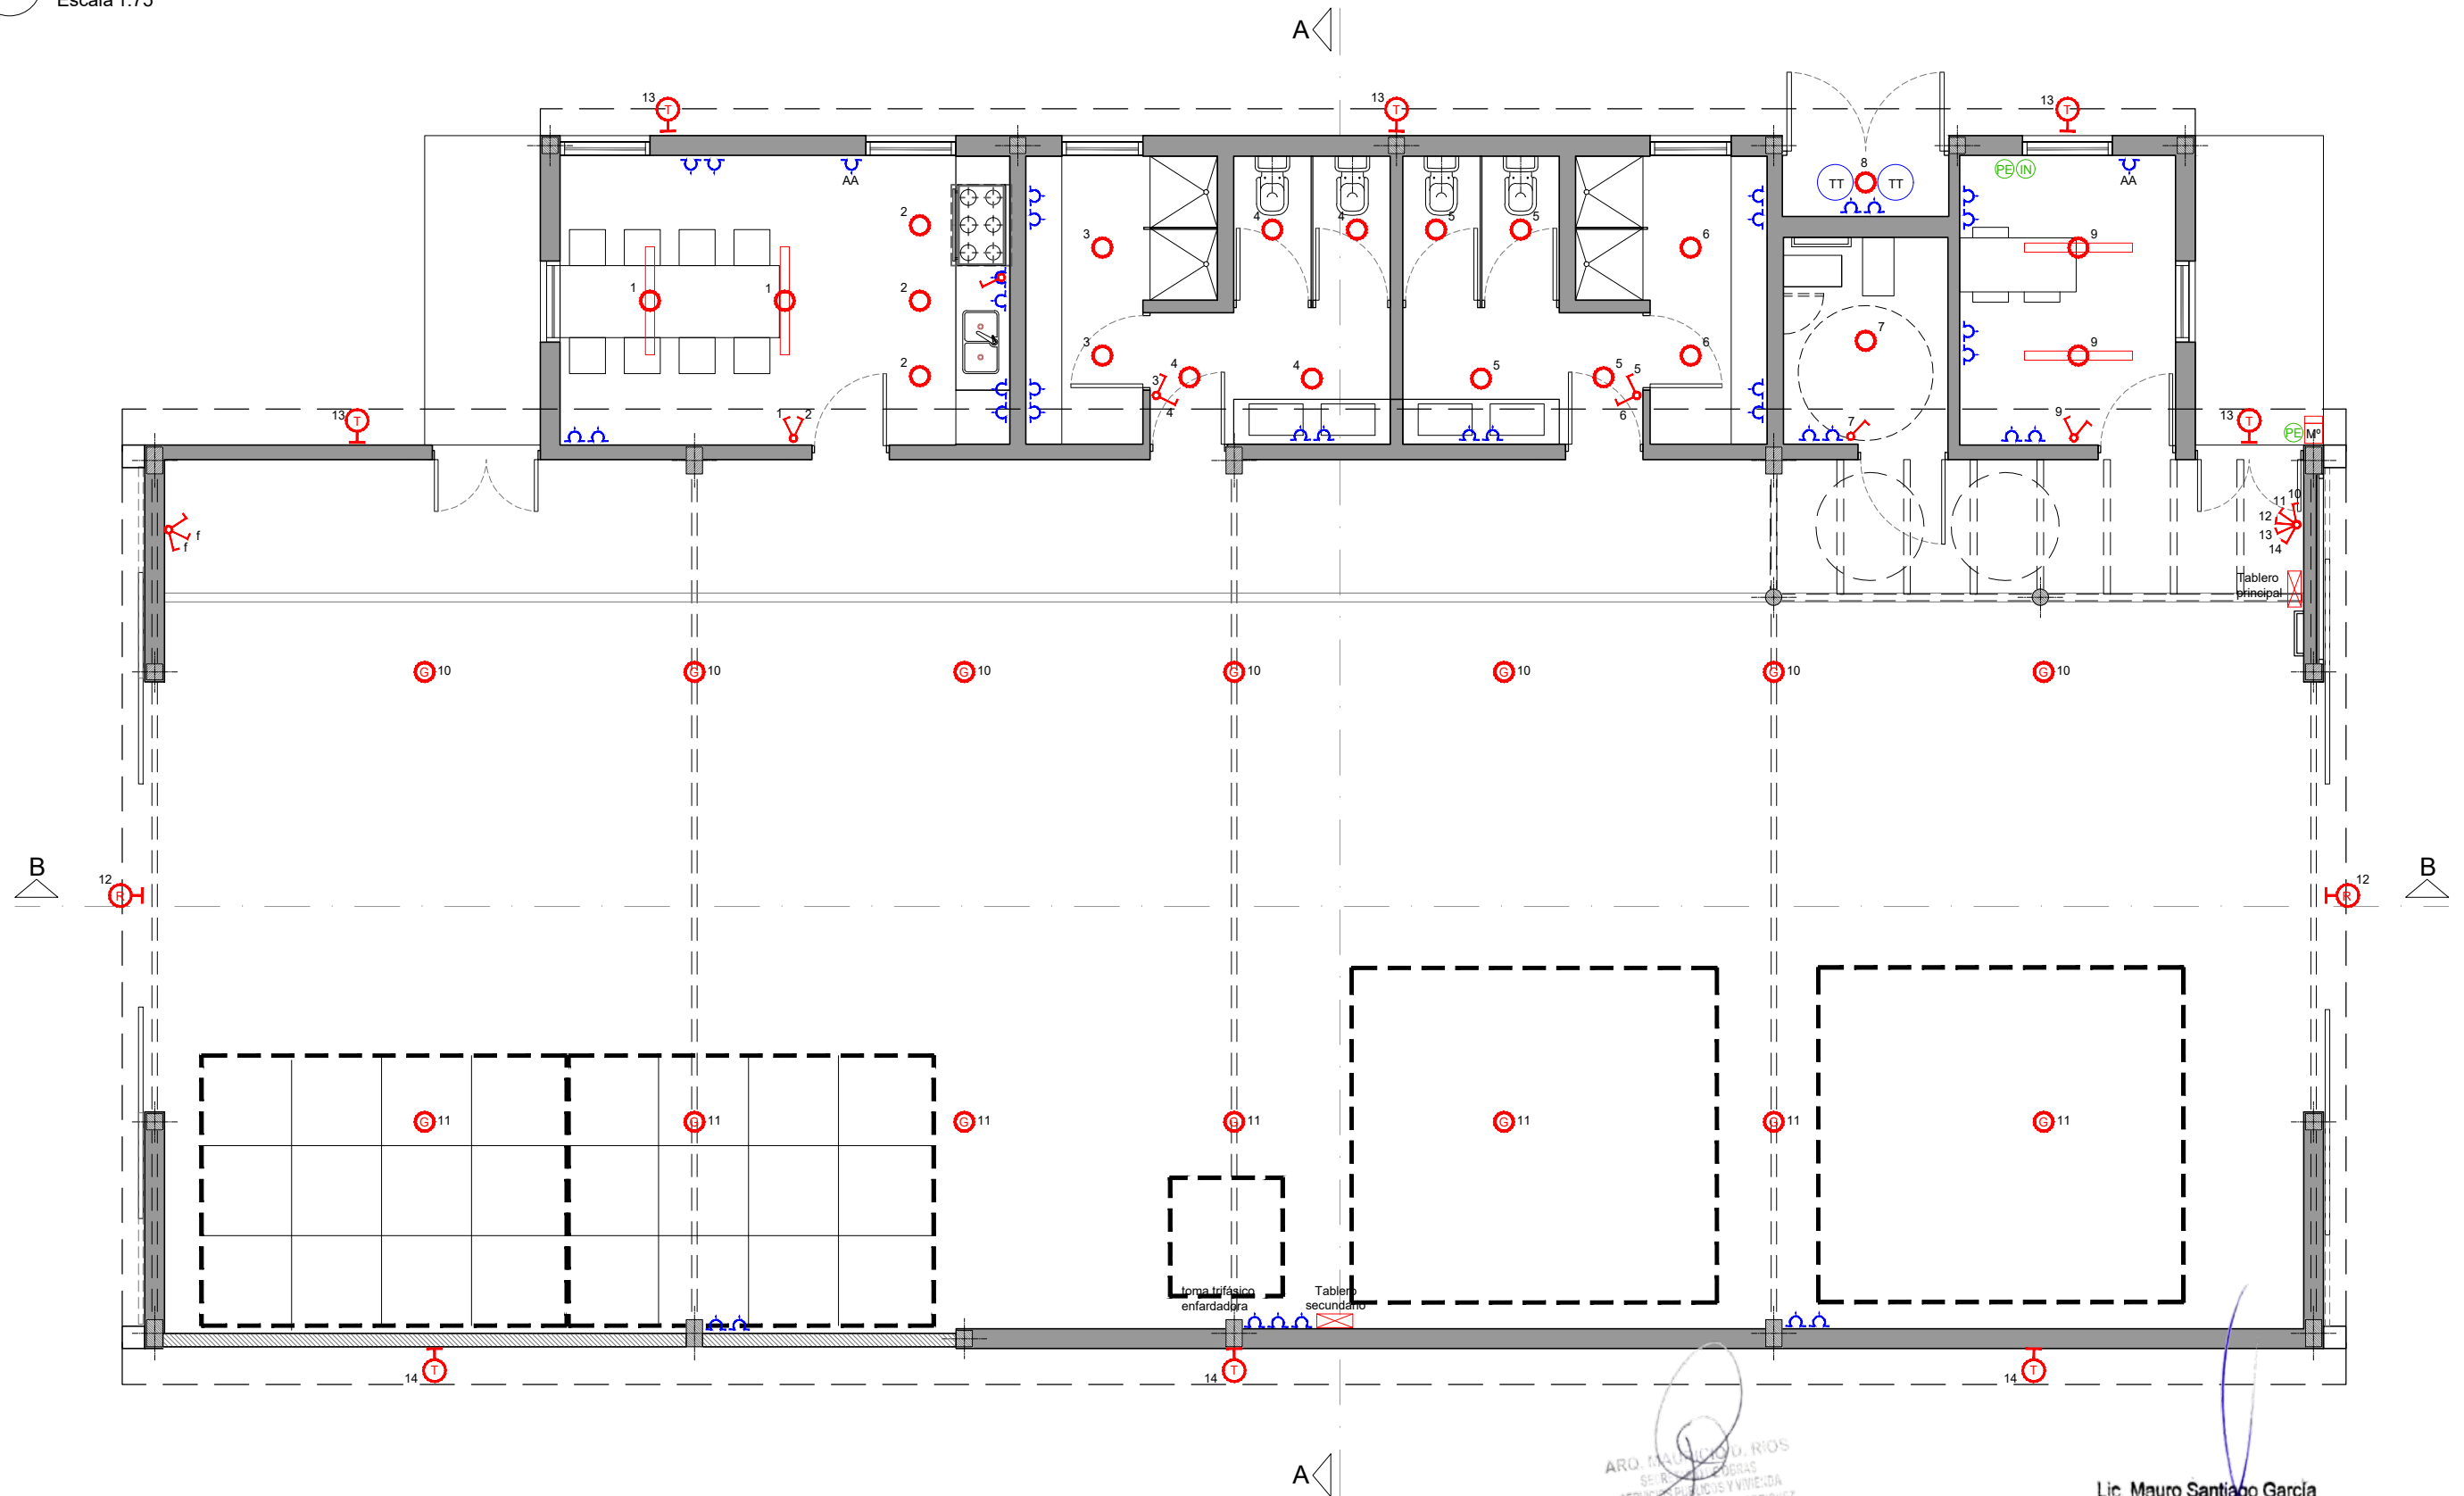 Escala 1:75
A
13 T
13 T
13 T
8
TT
TT
PE IN
AA
AA
2
4
4
5
5
3
6
9
1
1
2
7
3
6
9
2
4
4
5
5
5
3
4
6
1
2
7
9
13 T
13 T
PE Mº
f
f
10
11
12
13
14
Tablero
principal
G 10
G 10
G 10
G 10
G 10
G 10
G 10
B
B
12 R
12 R
G 11
G 11
G 11
G 11
G 11
G 11
G 11
toma trifásico
enfardadora
Tablero
secundario
14 T
14 T
14 T
A
ARQ. MAURICIO D. RIOS
Lic. Mauro Santiago García